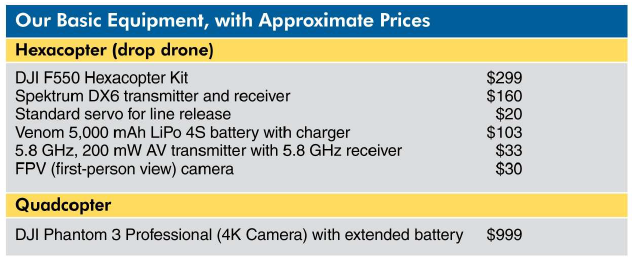 Our Basic Equipment, with Approximate Prices
Hexacopter (drop drone)
DJI F550 Hexacopter Kit $299
Spektrum DX6 transmitter and receiver $160
Standard servo for line release $20
Venom 5,000 mAh LiPo 4S battery with charger $103
5.8 GHz, 200 mW AV transmitter with 5.8 GHz receiver $33
FPV (first-person view) camera $30
Quadcopter
DJI Phantom 3 Professional (4K Camera) with extended battery $999